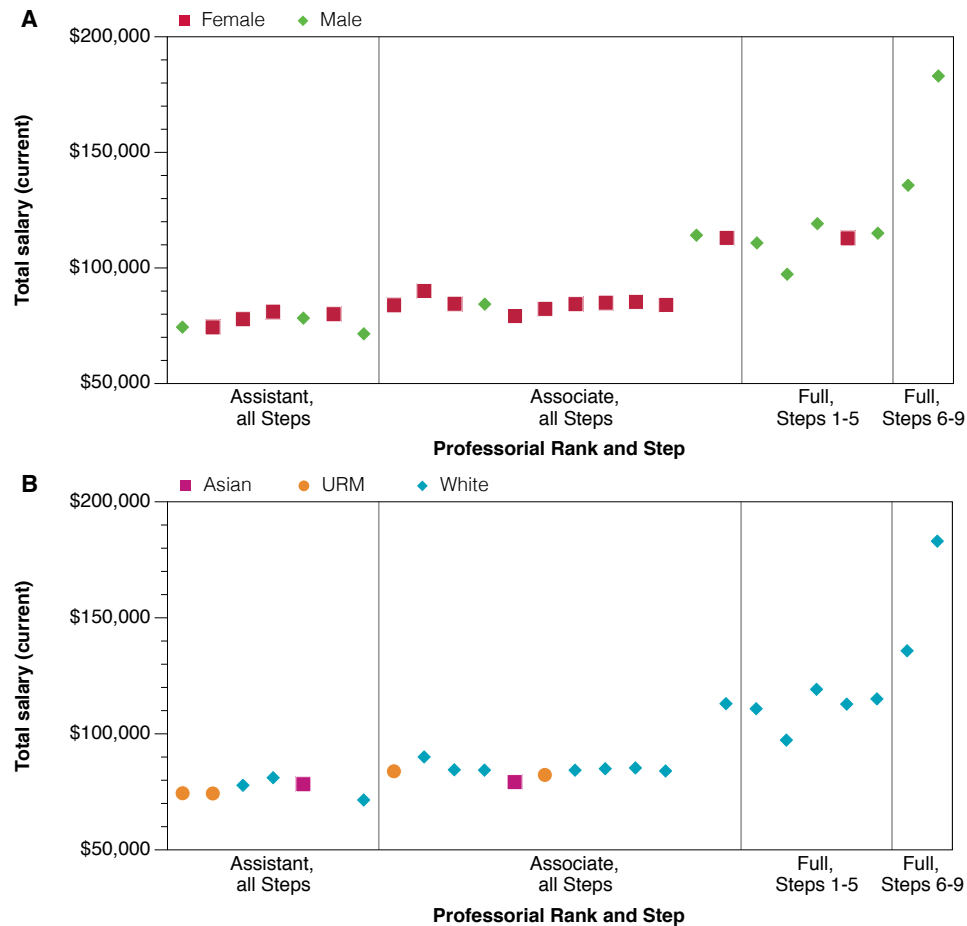 A
Female Male
$200,000
$150,000
$100,000
$50,000
Total salary (current)
Assistant, Associate, Full, Full,
all Steps all Steps Steps 1-5 Steps 6-9
Professorial Rank and Step
B
Asian URM White
$200,000
$150,000
$100,000
$50,000
Total salary (current)
Assistant, Associate, Full, Full,
all Steps all Steps Steps 1-5 Steps 6-9
Professorial Rank and Step